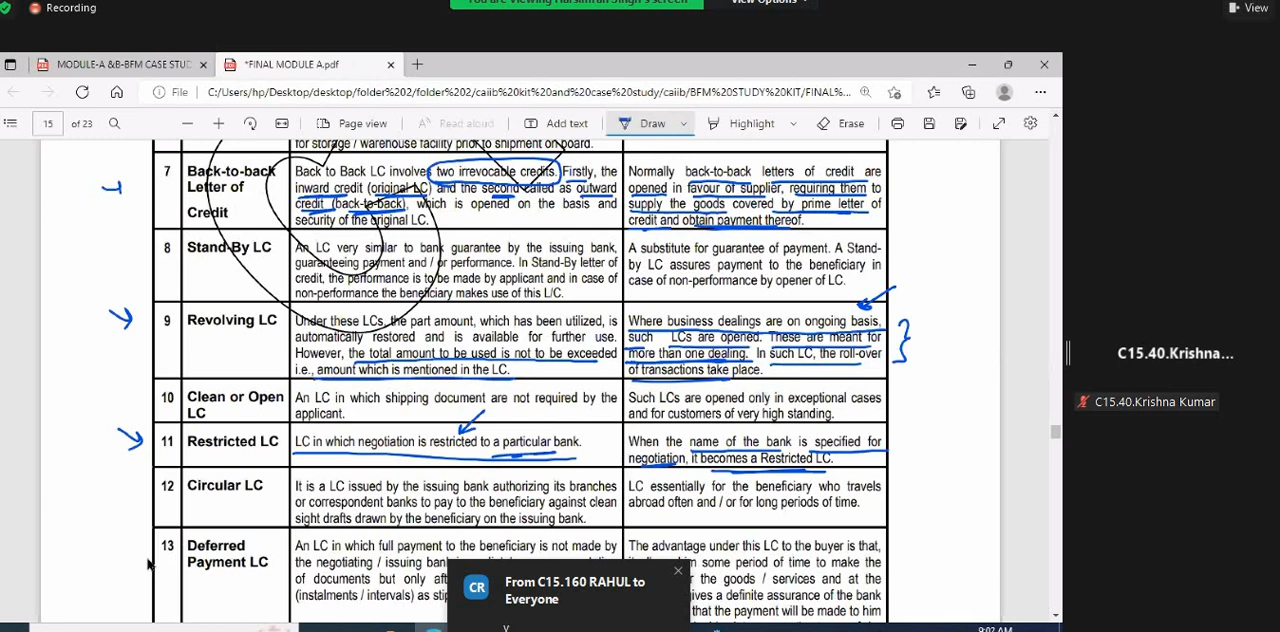 Recording
You are viewing Harsimran Singh's screen
View Options
View
MODULE-A &B-BFM CASE STUD
*FINAL MODULE A.pdf
File
C:/Users/hp/Desktop/desktop/folder%202/folder%202/caiib%20kit%20and%20case%20study/caiib/BFM%20STUDY%20KIT/FINAL%...
15 of 23
Page view
Read aloud
Add text
Draw
Highlight
Erase
for storage / warehouse facility prior to shipment on board.
7
Back-to-back
Letter of
Credit
Back to Back LC involves two irrevocable credits. Firstly, the
inward credit (original LC) and the second called as outward
credit (back-to-back), which is opened on the basis and
security of the original LC.
Normally back-to-back letters of credit are
opened in favour of supplier, requiring them to
supply the goods covered by prime letter of
credit and obtain payment thereof.
8
Stand-By LC
An LC very similar to bank guarantee by the issuing bank,
guaranteeing payment and / or performance. In Stand-By letter of
credit, the performance is to be made by applicant and in case of
non-performance the beneficiary makes use of this L/C.
A substitute for guarantee of payment. A Stand-
by LC assures payment to the beneficiary in
case of non-performance by opener of LC.
9
Revolving LC
Under these LCs, the part amount, which has been utilized, is
automatically restored and is available for further use.
However, the total amount to be used is not to be exceeded
i.e., amount which is mentioned in the LC.
Where business dealings are on ongoing basis,
such LCs are opened. These are meant for
more than one dealing. In such LC, the roll-over
of transactions take place.
10
Clean or Open
LC
An LC in which shipping document are not required by the
applicant.
Such LCs are opened only in exceptional cases
and for customers of very high standing.
11
Restricted LC
LC in which negotiation is restricted to a particular bank.
When the name of the bank is specified for
negotiation, it becomes a Restricted LC.
12
Circular LC
It is a LC issued by the issuing bank authorizing its branches
or correspondent banks to pay to the beneficiary against clean
sight drafts drawn by the beneficiary on the issuing bank.
LC essentially for the beneficiary who travels
abroad often and / or for long periods of time.
13
Deferred
Payment LC
An LC in which full payment to the beneficiary is not made by
the negotiating / issuing
of documents but only
(instalments / intervals) as
The advantage under this LC to the buyer is that,
some period of time to make the
the goods / services and at the
gives a definite assurance of the bank
that the payment will be made to him
CR
From C15.160 RAHUL to
Everyone
C15.40.Krishna...
C15.40.Krishna Kumar
9:02 AM